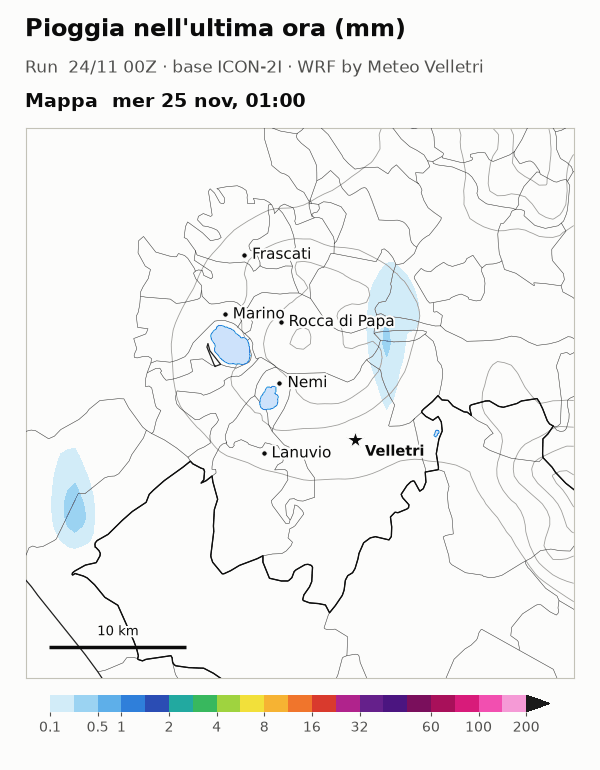 Pioggia nell'ultima ora (mm)
Run  24/11 00Z · base ICON-2I · WRF by Meteo Velletri
Mappa  mer 25 nov, 01:00
Frascati
Marino
Rocca di Papa
Nemi
Velletri
Lanuvio
10 km
0.1 0.5 1 2 4 8 16 32 60 100 200